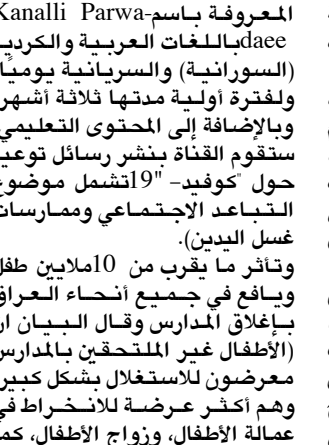 المعروفة باسم-Kanalli Parwa
daee باللغات العربية والكردية
(السورانية) والسريانية يوميًا
ولفترة أولية مدتها ثلاثة أشهر
وبالإضافة إلى المحتوى التعليمي
ستقوم القناة بنشر رسائل توعية
حول "كوفيد– 19" تشمل موضوع
التباعد الاجتماعي وممارسات
غسل اليدين).
وتأثر ما يقرب من 10 ملايين طفل
ويافع في جميع أنحاء العراق
بإغلاق المدارس وقال البيان ان
(الأطفال غير الملتحقين بالمدارس
معرضون للاستغلال بشكل كبير
وهم أكثر عرضة للانخراط في
عمالة الأطفال، وزواج الأطفال، كما